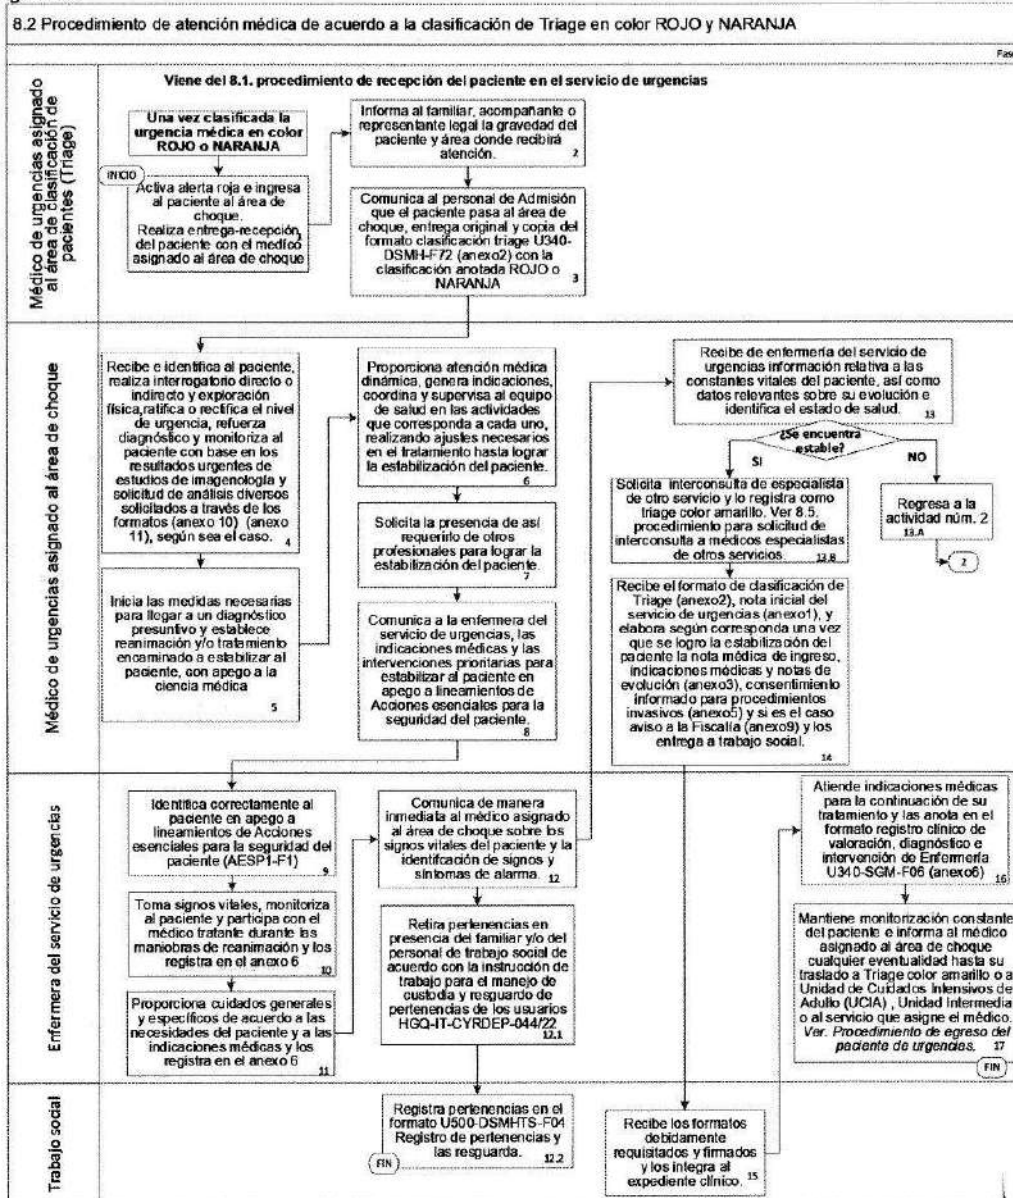 8.2 Procedimiento de atención médica de acuerdo a la clasificación de Triage en color ROJO y NARANJA
Fase
Médico de urgencias asignado
al área de clasificación de
pacientes (Triage)
Viene del 8.1. procedimiento de recepción del paciente en el servicio de urgencias
Una vez clasificada la
urgencia médica en color
ROJO o NARANJA
INICIO
Activa alerta roja e ingresa
al paciente al área de
choque.
Realiza entrega-recepción,
del paciente con el medico
asignado al área de choque
Informa al familiar, acompañante o
representante legal la gravedad del
paciente y área donde recibirá
atención.
2
Comunica al personal de Admisión
que el paciente pasa al área de
choque, entrega original y copia del
formato clasificación triage U340-
DSMH-F72 (anexo2) con la
clasificación anotada ROJO o
NARANJA
3
Médico de urgencias asignado al área de choque
Recibe e identifica al paciente,
realiza interrogatorio directo o
indirecto y exploración
física,ratifica o rectifica el nivel
de urgencia, refuerza
diagnóstico y monitoriza al
paciente con base en los
resultados urgentes de
estudios de imagenología y
solicitud de análisis diversos
solicitados a través de los
formatos (anexo 10) (anexo
11), según sea el caso.
4
Inicia las medidas necesarias
para llegar a un diagnóstico
presuntivo y establece
reanimación y/o tratamiento
encaminado a estabilizar al
paciente, con apego a la
ciencia médica
5
Proporciona atención médica
dinámica, genera indicaciones,
coordina y supervisa al equipo
de salud en las actividades
que corresponda a cada uno,
realizando ajustes necesarios
en el tratamiento hasta lograr
la estabilización del paciente.
6
Solicita la presencia de así
requerirlo de otros
profesionales para lograr la
estabilización del paciente.
7
Comunica a la enfermera del
servicio de urgencias, las
indicaciones médicas y las
intervenciones prioritarias para
estabilizar al paciente en
apego a lineamientos de
Acciones esenciales para la
seguridad del paciente.
8
Recibe de enfermería del servicio de
urgencias información relativa a las
constantes vitales del paciente, así como
datos relevantes sobre su evolución e
identifica el estado de salud.
13
¿Se encuentra
estable?
SI
NO
Solicita interconsulta de especialista
de otro servicio y lo registra como
triage color amarillo. Ver 8.5.
procedimiento para solicitud de
interconsulta a médicos especialistas
de otros servicios.
13.B
Regresa a la
actividad núm. 2
13.A
2
Recibe el formato de clasificación de
Triage (anexo2), nota inicial del
servicio de urgencias (anexo1), y
elabora según corresponda una vez
que se logro la estabilización del
paciente la nota médica de ingreso,
indicaciones médicas y notas de
evolución (anexo3), consentimiento
informado para procedimientos
invasivos (anexo5) y si es el caso
aviso a la Fiscalía (anexo9) y los
entrega a trabajo social.
14
Enfermera del servicio de urgencias
Identifica correctamente al
paciente en apego a
lineamientos de Acciones
esenciales para la seguridad del
paciente (AESP1-F1)
9
Toma signos vitales, monitoriza
al paciente y participa con el
médico tratante durante las
maniobras de reanimación y los
registra en el anexo 6
10
Proporciona cuidados generales
y específicos de acuerdo a las
necesidades del paciente y a las
indicaciones médicas y los
registra en el anexo 6
11
Comunica de manera
inmediata al médico asignado
al área de choque sobre los
signos vitales del paciente y la
identifcación de signos y
síntomas de alarma.
12
Retira pertenencias en
presencia del familiar y/o del
personal de trabajo social de
acuerdo con la instrucción de
trabajo para el manejo de
custodia y resguardo de
pertenencias de los usuarios
HGQ-IT-CYRDEP-044/22
12.1
Atiende indicaciones médicas
para la continuación de su
tratamiento y las anota en el
formato registro clínico de
valoración, diagnóstico e
intervención de Enfermería
U340-SGM-F06 (anexo6)
16
Mantiene monitorización constante
del paciente e informa al médico
asignado al área de choque
cualquier eventualidad hasta su
traslado a Triage color amarillo o a
Unidad de Cuidados Intensivos de
Adulto (UCIA) , Unidad Intermedia
o al servicio que asigne el médico.
Ver. Procedimiento de egreso del
paciente de urgencias.
17
FIN
Trabajo social
Registra pertenencias en el
formato U500-DSMHTS-F04
Registro de pertenencias y
las resguarda.
12.2
FIN
Recibe los formatos
debidamente
requisitados y firmados
y los integra al
expediente clínico.
15